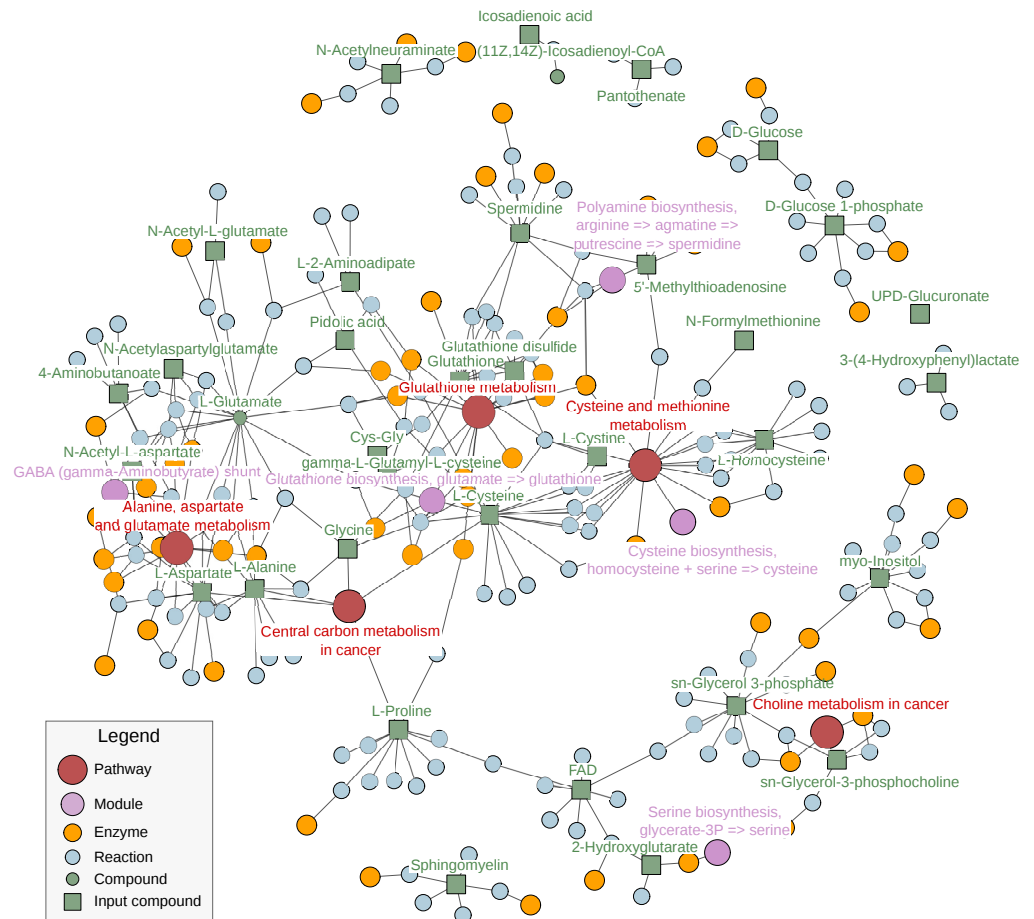 Icosadienoic acid
N-Acetylneuraminate
(11Z,14Z)-Icosadienoyl-CoA
Pantothenate
D-Glucose
Spermidine
Polyamine biosynthesis,
arginine => agmatine =>
putrescine => spermidine
D-Glucose 1-phosphate
N-Acetyl-L-glutamate
L-2-Aminoadipate
5'-Methylthioadenosine
UPD-Glucuronate
Pidolic acid
N-Formylmethionine
N-Acetylaspartylglutamate
Glutathione disulfide
Glutathione
3-(4-Hydroxyphenyl)lactate
4-Aminobutanoate
Glutathione metabolism
L-Glutamate
Cysteine and methionine
metabolism
Cys-Gly
L-Cystine
N-Acetyl-L-aspartate
gamma-L-Glutamyl-L-cysteine
L-Homocysteine
GABA (gamma-Aminobutyrate) shunt
Glutathione biosynthesis, glutamate => glutathione
L-Cysteine
Alanine, aspartate
and glutamate metabolism
Glycine
Cysteine biosynthesis,
homocysteine + serine => cysteine
myo-Inositol
L-Aspartate
L-Alanine
Central carbon metabolism
in cancer
sn-Glycerol 3-phosphate
Choline metabolism in cancer
L-Proline
FAD
sn-Glycerol-3-phosphocholine
Serine biosynthesis,
glycerate-3P => serine
2-Hydroxyglutarate
Sphingomyelin
Legend
Pathway
Module
Enzyme
Reaction
Compound
Input compound